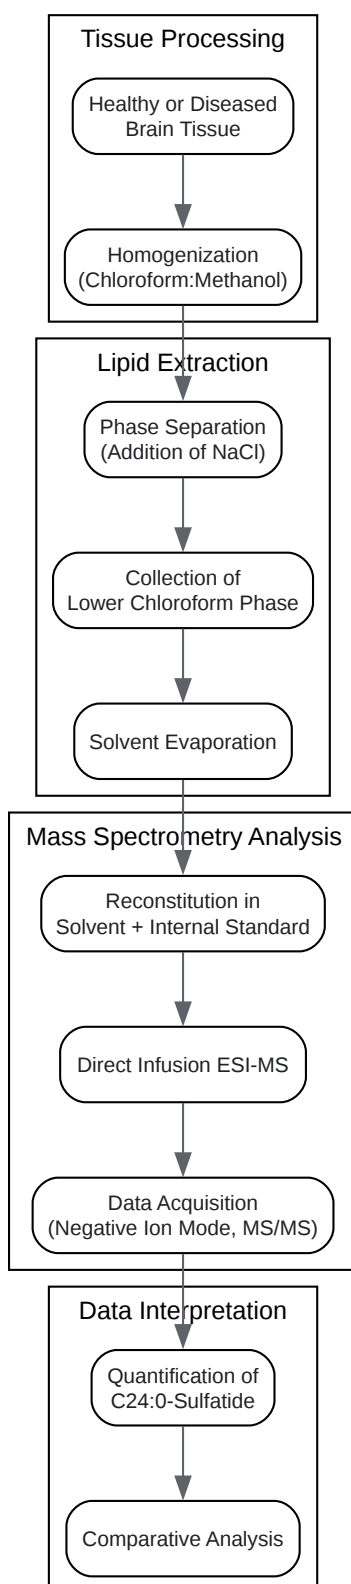 Tissue Processing
Healthy or Diseased
Brain Tissue
Homogenization
(Chloroform:Methanol)
Lipid Extraction
Phase Separation
(Addition of NaCl)
Collection of
Lower Chloroform Phase
Solvent Evaporation
Mass Spectrometry Analysis
Reconstitution in
Solvent + Internal Standard
Direct Infusion ESI-MS
Data Acquisition
(Negative Ion Mode, MS/MS)
Data Interpretation
Quantification of
C24:0-Sulfatide
Comparative Analysis